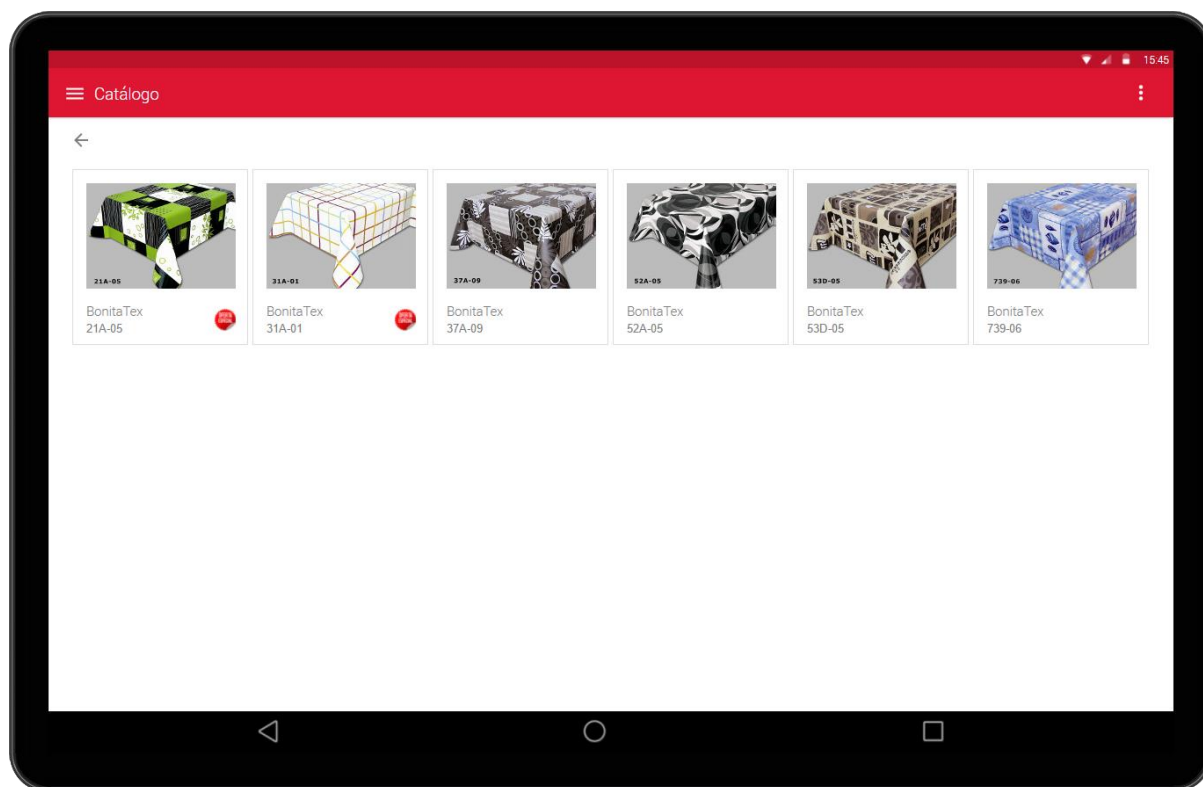 15:45
Catálogo
21A-05
31A-01
37A-09
52A-05
53D-05
739-06
BonitaTex
21A-05
BonitaTex
31A-01
BonitaTex
37A-09
BonitaTex
52A-05
BonitaTex
53D-05
BonitaTex
739-06